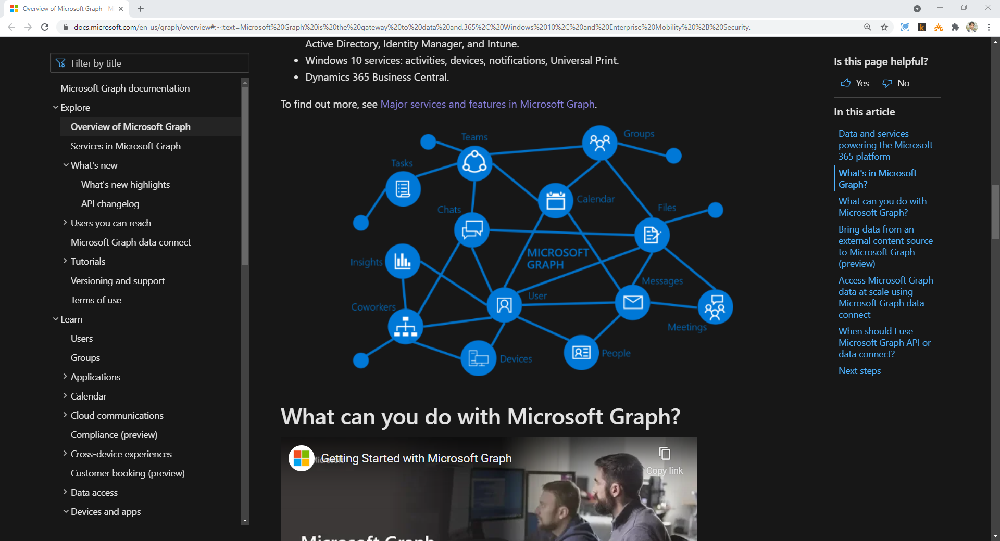 Overview of Microsoft Graph - M
docs.microsoft.com/en-us/graph/overview#:~:text=Microsoft%20Graph%20is%20the%20gateway%20to%20data%20and,365%2C%20Windows%2010%2C%20and%20Enterprise%20Mobility%20%2B%20Security.
Filter by title
Microsoft Graph documentation
Explore
Overview of Microsoft Graph
Services in Microsoft Graph
What's new
What's new highlights
API changelog
Users you can reach
Microsoft Graph data connect
Tutorials
Versioning and support
Terms of use
Learn
Users
Groups
Applications
Calendar
Cloud communications
Compliance (preview)
Cross-device experiences
Customer booking (preview)
Data access
Devices and apps
Active Directory, Identity Manager, and Intune.
Windows 10 services: activities, devices, notifications, Universal Print.
Dynamics 365 Business Central.
To find out more, see Major services and features in Microsoft Graph.
Teams
Groups
Tasks
Calendar
Chats
Files
Insights
MICROSOFT
GRAPH
Messages
User
Coworkers
Meetings
Devices
People
What can you do with Microsoft Graph?
Getting Started with Microsoft Graph
Copy link
Microsoft Graph
Is this page helpful?
Yes
No
In this article
Data and services
powering the Microsoft
365 platform
What's in Microsoft
Graph?
What can you do with
Microsoft Graph?
Bring data from an
external content source
to Microsoft Graph
(preview)
Access Microsoft Graph
data at scale using
Microsoft Graph data
connect
When should I use
Microsoft Graph API or
data connect?
Next steps